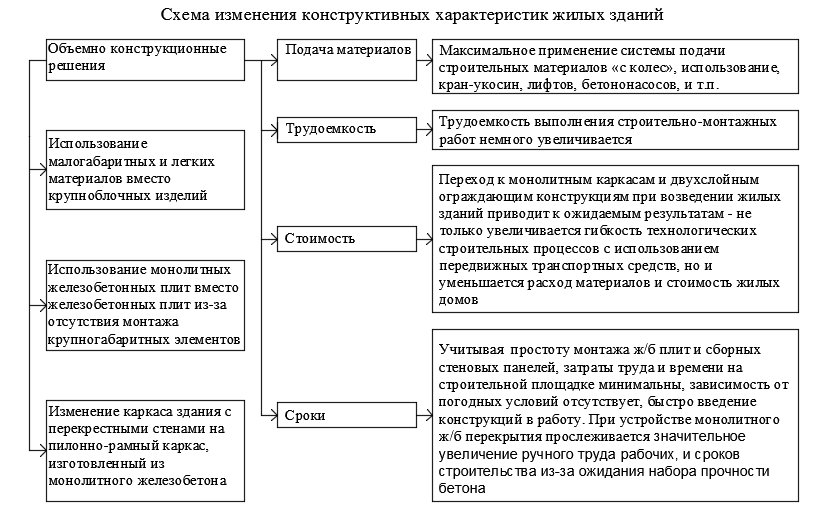 Схема изменения конструктивных характеристик жилых зданий
Объемно конструкционные
решения
Использование
малогабаритных и легких
материалов вместо
крупноблочных изделий
Использование монолитных
железобетонных плит вместо
железобетонных плит из-за
отсутствия монтажа
крупногабаритных элементов
Изменение каркаса здания с
перекрестными стенами на
пилонно-рамный каркас,
изготовленный из
монолитного железобетона
Подача материалов
Максимальное применение системы подачи
строительных материалов «с колес», использование,
кран-укосин, лифтов, бетононасосов, и т.п.
Трудоемкость
Трудоемкость выполнения строительно-монтажных
работ немного увеличивается
Стоимость
Переход к монолитным каркасам и двухслойным
ограждающим конструкциям при возведении жилых
зданий приводит к ожидаемым результатам - не
только увеличивается гибкость технологических
строительных процессов с использованием
передвижных транспортных средств, но и
уменьшается расход материалов и стоимость жилых
домов
Сроки
Учитывая простоту монтажа ж/б плит и сборных
стеновых панелей, затраты труда и времени на
строительной площадке минимальны, зависимость от
погодных условий отсутствует, быстро введение
конструкций в работу. При устройстве монолитного
ж/б перекрытия прослеживается значительное
увеличение ручного труда рабочих, и сроков
строительства из-за ожидания набора прочности
бетона